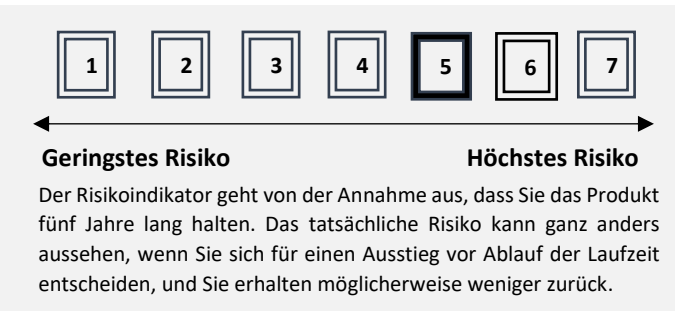 1 2 3 4 5 6 7
Geringstes Risiko Höchstes Risiko
Der Risikoindikator geht von der Annahme aus, dass Sie das Produkt
fünf Jahre lang halten. Das tatsächliche Risiko kann ganz anders
aussehen, wenn Sie sich für einen Ausstieg vor Ablauf der Laufzeit
entscheiden, und Sie erhalten möglicherweise weniger zurück.